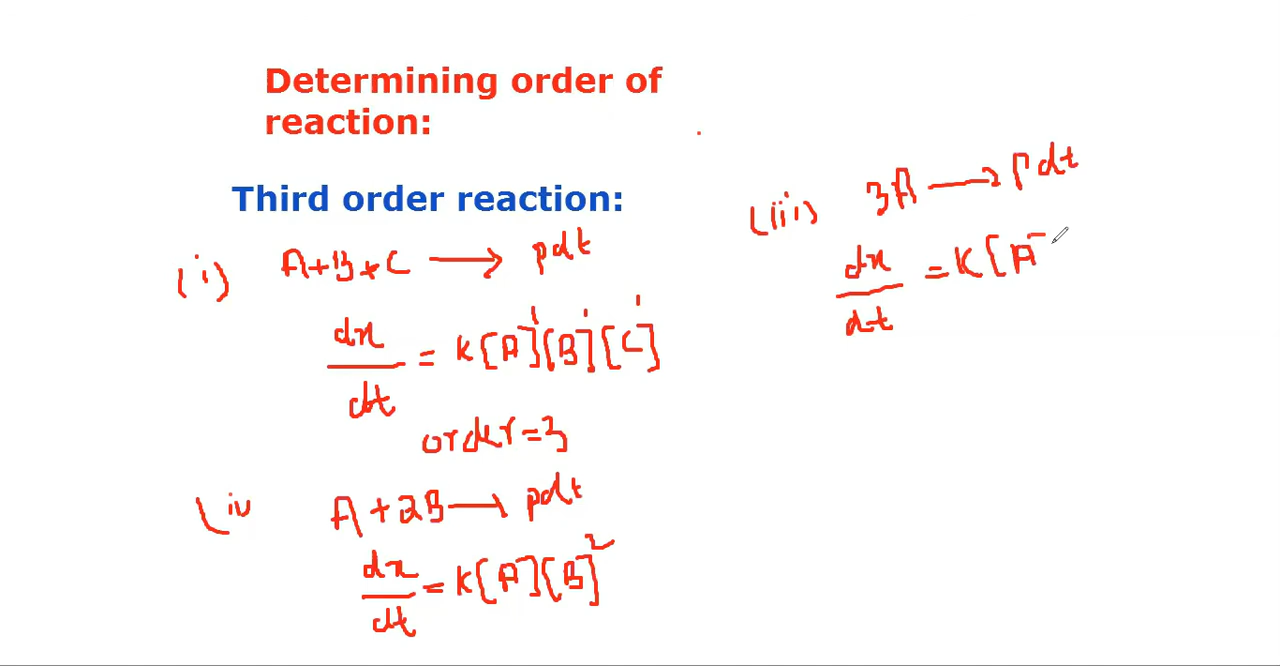 Determining order of
reaction:
Third order reaction:
(i) A+B+C ⟶ pdt
dx/dt = K[A]¹[B]¹[C]¹
order=3
(ii A+2B ⟶ pdt
dx/dt = K[A][B]²
(iii) 3A ⟶ pdt
dx/dt = K[A